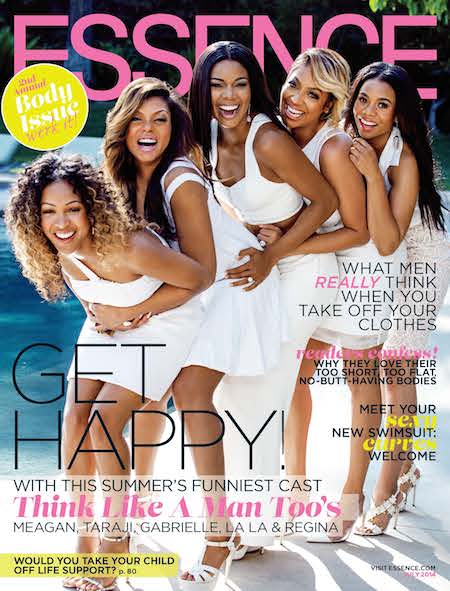 ESSENCE
2nd
Annual
Body
Issue
WERK IT!
WHAT MEN
REALLY THINK
WHEN YOU
TAKE OFF YOUR
CLOTHES
readers confess!
WHY THEY LOVE THEIR
TOO SHORT, TOO FLAT,
NO-BUTT-HAVING BODIES
MEET YOUR
sexy
NEW SWIMSUIT:
curves
WELCOME
GET
HAPPY!
WITH THIS SUMMER'S FUNNIEST CAST
Think Like A Man Too's
MEAGAN, TARAJI, GABRIELLE, LA LA & REGINA
WOULD YOU TAKE YOUR CHILD
OFF LIFE SUPPORT? p. 80
VISIT ESSENCE.COM
JULY 2014